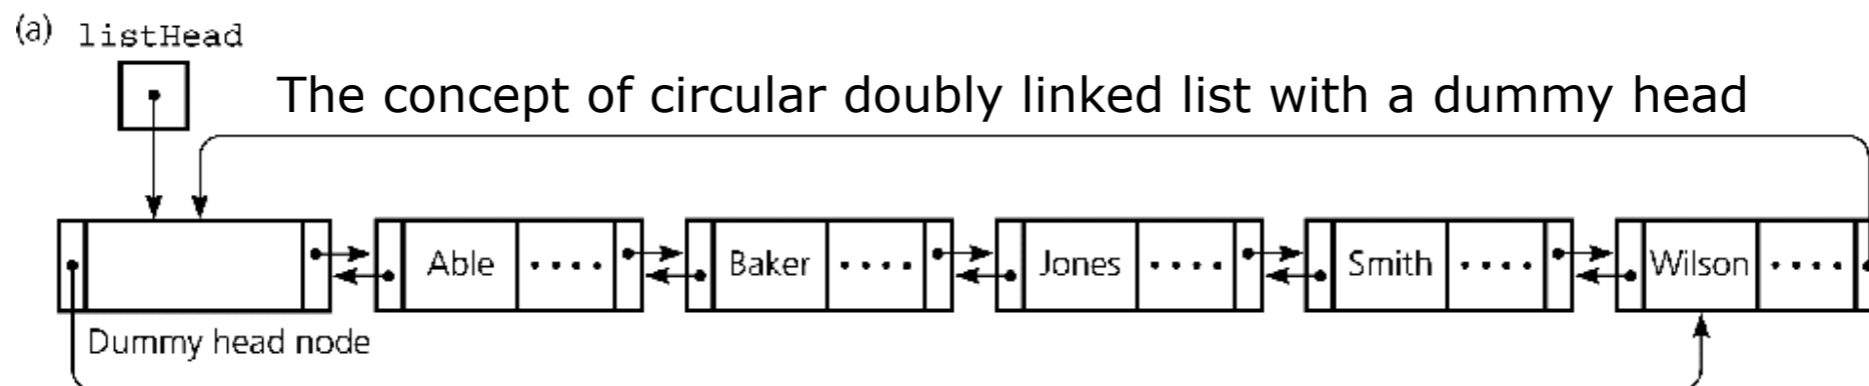 (a) listHead
The concept of circular doubly linked list with a dummy head
Able .... Baker .... Jones .... Smith .... Wilson ....
Dummy head node